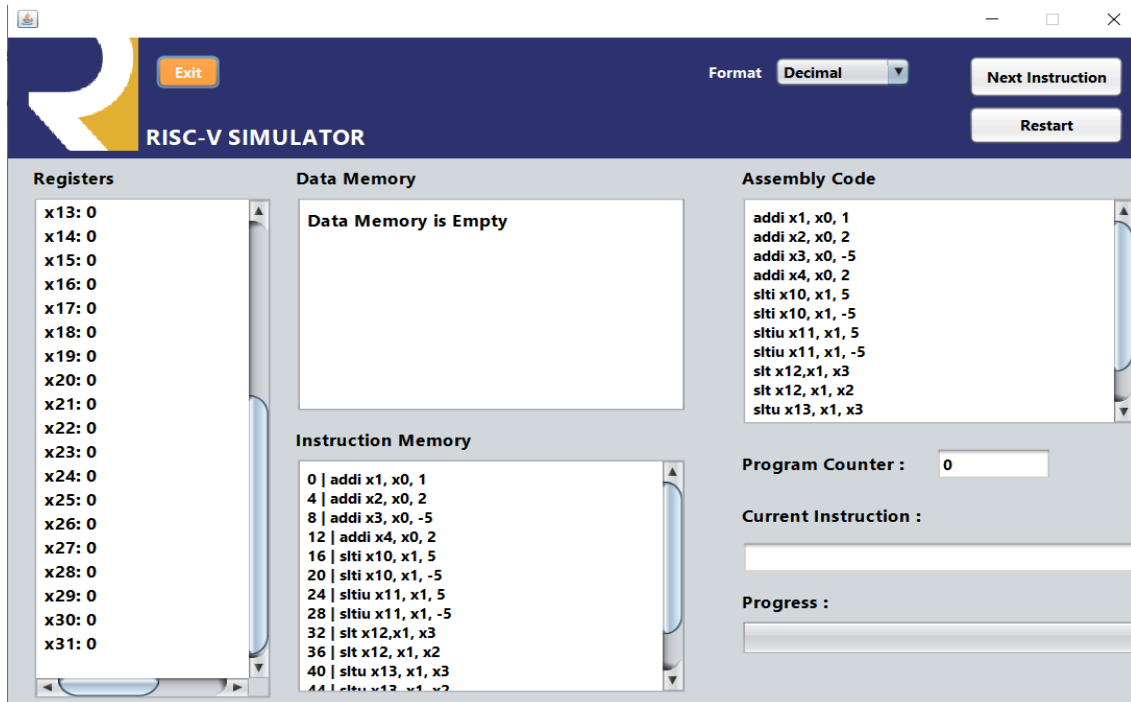 Exit
Format Decimal
Next Instruction
Restart
RISC-V SIMULATOR
Registers
x13: 0
x14: 0
x15: 0
x16: 0
x17: 0
x18: 0
x19: 0
x20: 0
x21: 0
x22: 0
x23: 0
x24: 0
x25: 0
x26: 0
x27: 0
x28: 0
x29: 0
x30: 0
x31: 0
Data Memory
Data Memory is Empty
Instruction Memory
0 | addi x1, x0, 1
4 | addi x2, x0, 2
8 | addi x3, x0, -5
12 | addi x4, x0, 2
16 | slti x10, x1, 5
20 | slti x10, x1, -5
24 | sltiu x11, x1, 5
28 | sltiu x11, x1, -5
32 | slt x12,x1, x3
36 | slt x12, x1, x2
40 | sltu x13, x1, x3
44 | sltu x13, x1, x2
Assembly Code
addi x1, x0, 1
addi x2, x0, 2
addi x3, x0, -5
addi x4, x0, 2
slti x10, x1, 5
slti x10, x1, -5
sltiu x11, x1, 5
sltiu x11, x1, -5
slt x12,x1, x3
slt x12, x1, x2
sltu x13, x1, x3
Program Counter : 0
Current Instruction :
Progress :